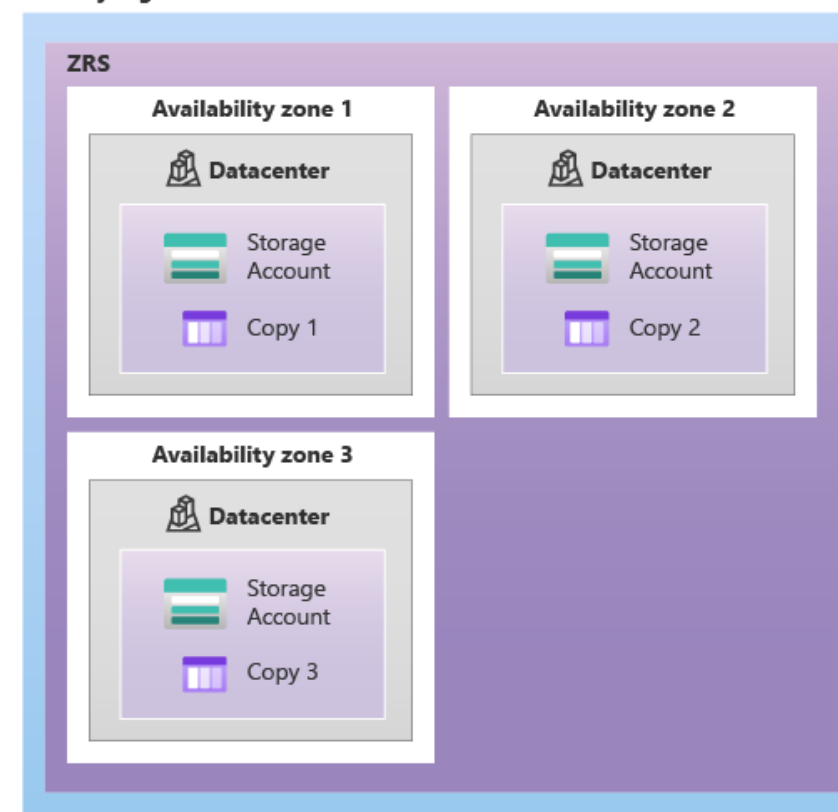 ZRS
Availability zone 1
Availability zone 2
Datacenter
Datacenter
Storage
Account
Storage
Account
Copy 1
Copy 2
Availability zone 3
Datacenter
Storage
Account
Copy 3